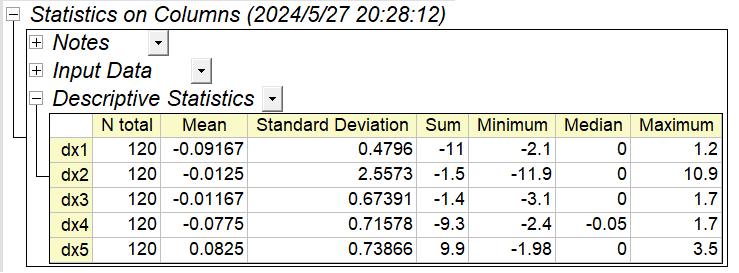 Statistics on Columns (2024/5/27 20:28:12)
Notes
Input Data
Descriptive Statistics
N total Mean Standard Deviation Sum Minimum Median Maximum
dx1 120 -0.09167 0.4796 -11 -2.1 0 1.2
dx2 120 -0.0125 2.5573 -1.5 -11.9 0 10.9
dx3 120 -0.01167 0.67391 -1.4 -3.1 0 1.7
dx4 120 -0.0775 0.71578 -9.3 -2.4 -0.05 1.7
dx5 120 0.0825 0.73866 9.9 -1.98 0 3.5